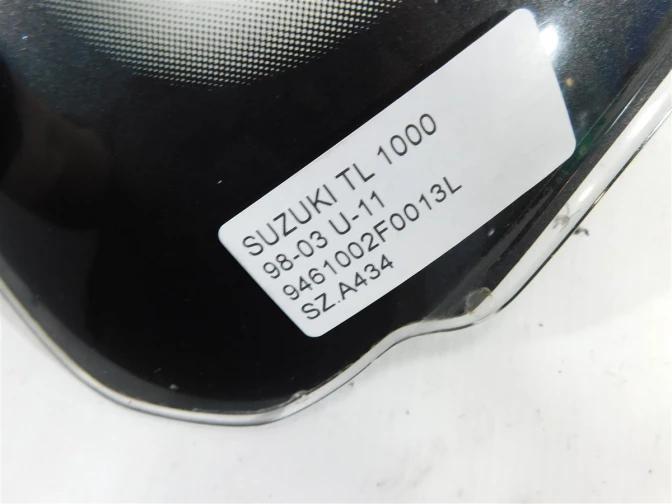 SUZUKI TL 1000
98-03 U-11
9461002F0013L
SZ.A434